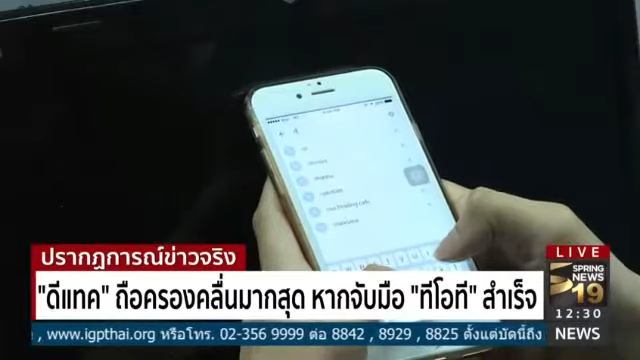 ปรากฏการณ์ข่าวจริง
LIVE
SPRING NEWS
19
"ดีแทค" ถือครองคลื่นมากสุด หากจับมือ "ทีโอที" สำเร็จ
12:30
, www.igpthai.org หรือโทร. 02-356 9999 ต่อ 8842 , 8929 , 8825 ตั้งแต่บัดนี้ถึง
NEWS